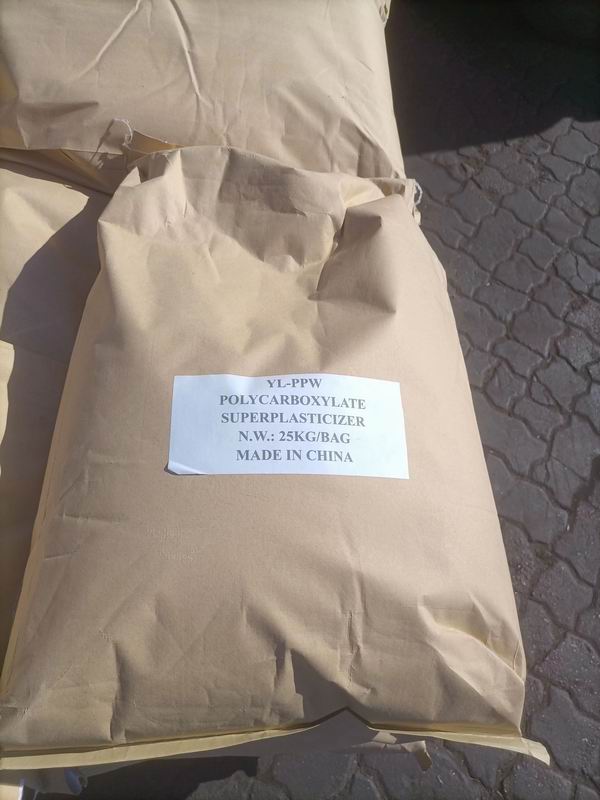 YL-PPW
POLYCARBOXYLATE
SUPERPLASTICIZER
N.W.: 25KG/BAG
MADE IN CHINA